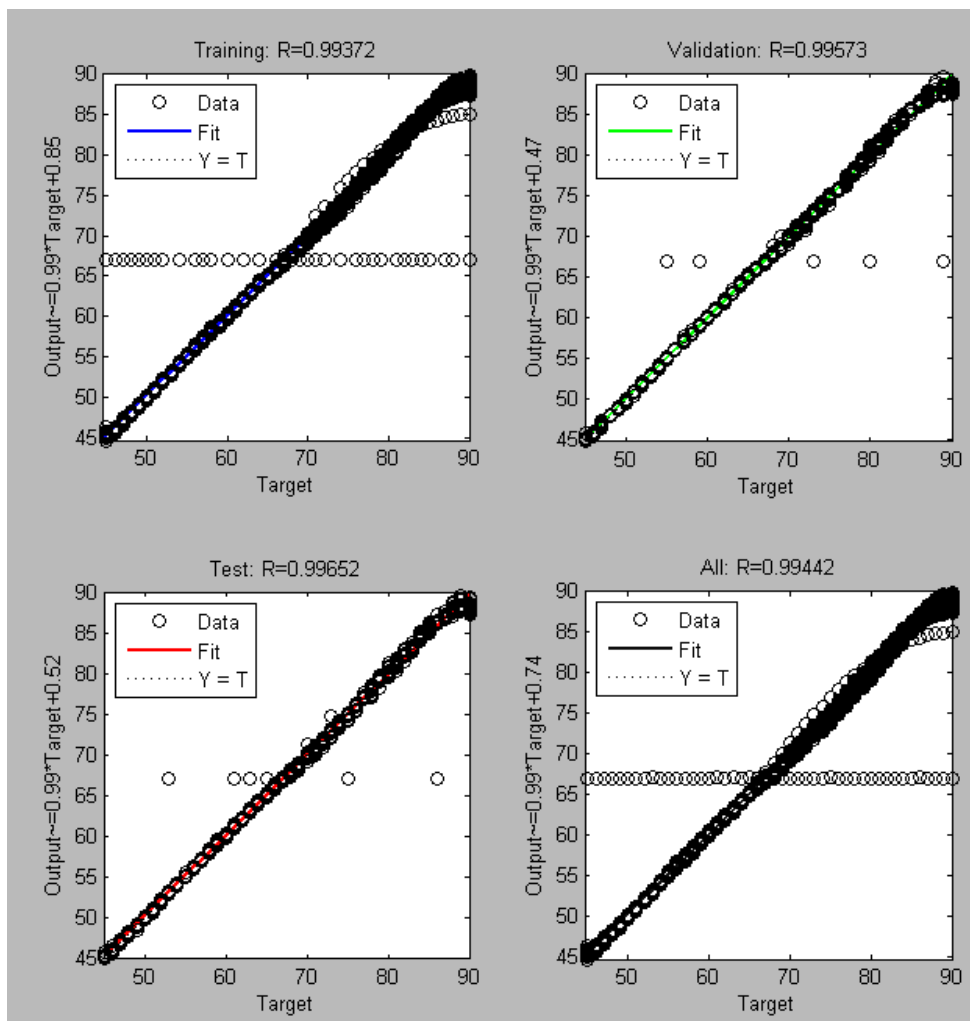 Training: R=0.99372
Output~=0.99*Target+0.85
90
85
80
75
70
65
60
55
50
45
Data
Fit
Y = T
50 60 70 80 90
Target
Validation: R=0.99573
Output~=0.99*Target+0.47
90
85
80
75
70
65
60
55
50
45
Data
Fit
Y = T
50 60 70 80 90
Target
Test: R=0.99652
Output~=0.99*Target+0.52
90
85
80
75
70
65
60
55
50
45
Data
Fit
Y = T
50 60 70 80 90
Target
All: R=0.99442
Output~=0.99*Target+0.74
90
85
80
75
70
65
60
55
50
45
Data
Fit
Y = T
50 60 70 80 90
Target